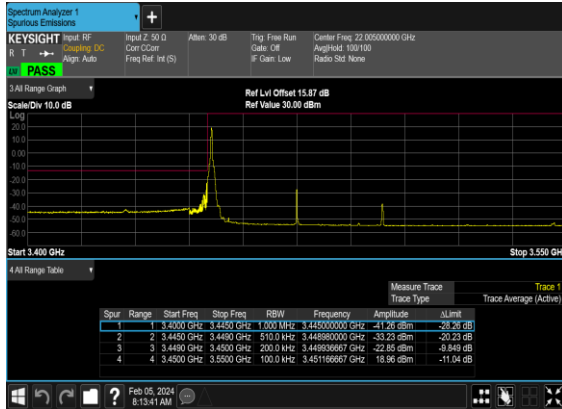 Spectrum Analyzer 1
Spurious Emissions
+
KEYSIGHT Input: RF Input Z: 50 Ω Atten: 30 dB Trig: Free Run Center Freq: 22.005000000 GHz
R T Coupling: DC Corr CCorr Gate: Off Avg|Hold: 100/100
Align: Auto Freq Ref: Int (S) IF Gain: Low Radio Std: None
PASS
3 All Range Graph
Ref Lvl Offset 15.87 dB
Scale/Div 10.0 dB Ref Value 30.00 dBm
Log
20.0
10.0
0.00
-10.0
-20.0
-30.0
-40.0
-50.0
-60.0
Start 3.400 GHz Stop 3.550 GH
4 All Range Table
Measure Trace Trace 1
Trace Type Trace Average (Active)
Spur Range Start Freq Stop Freq RBW Frequency Amplitude ΔLimit
1 1 3.4000 GHz 3.4450 GHz 1.000 MHz 3.445000000 GHz -41.26 dBm -28.26 dB
2 2 3.4450 GHz 3.4490 GHz 510.0 kHz 3.448980000 GHz -33.23 dBm -20.23 dB
3 3 3.4490 GHz 3.4500 GHz 200.0 kHz 3.449936667 GHz -22.85 dBm -9.849 dB
4 4 3.4500 GHz 3.5500 GHz 100.0 kHz 3.451166667 GHz 18.96 dBm -11.04 dB
? Feb 05, 2024
8:13:41 AM